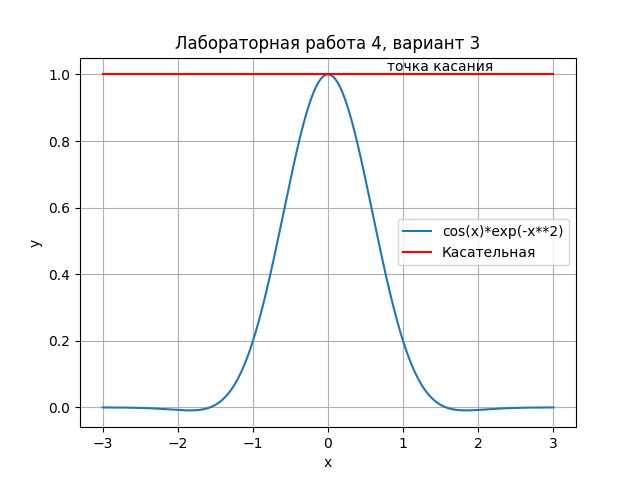 Лабораторная работа 4, вариант 3
точка касания
1.0
0.8
0.6
0.4
0.2
0.0
y
cos(x)*exp(-x**2)
Касательная
−3
−2
−1
0
1
2
3
x